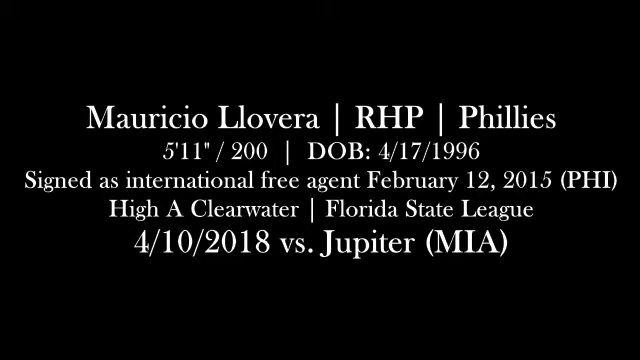 Mauricio Llovera | RHP | Phillies
5'11" / 200 | DOB: 4/17/1996
Signed as international free agent February 12, 2015 (PHI)
High A Clearwater | Florida State League
4/10/2018 vs. Jupiter (MIA)